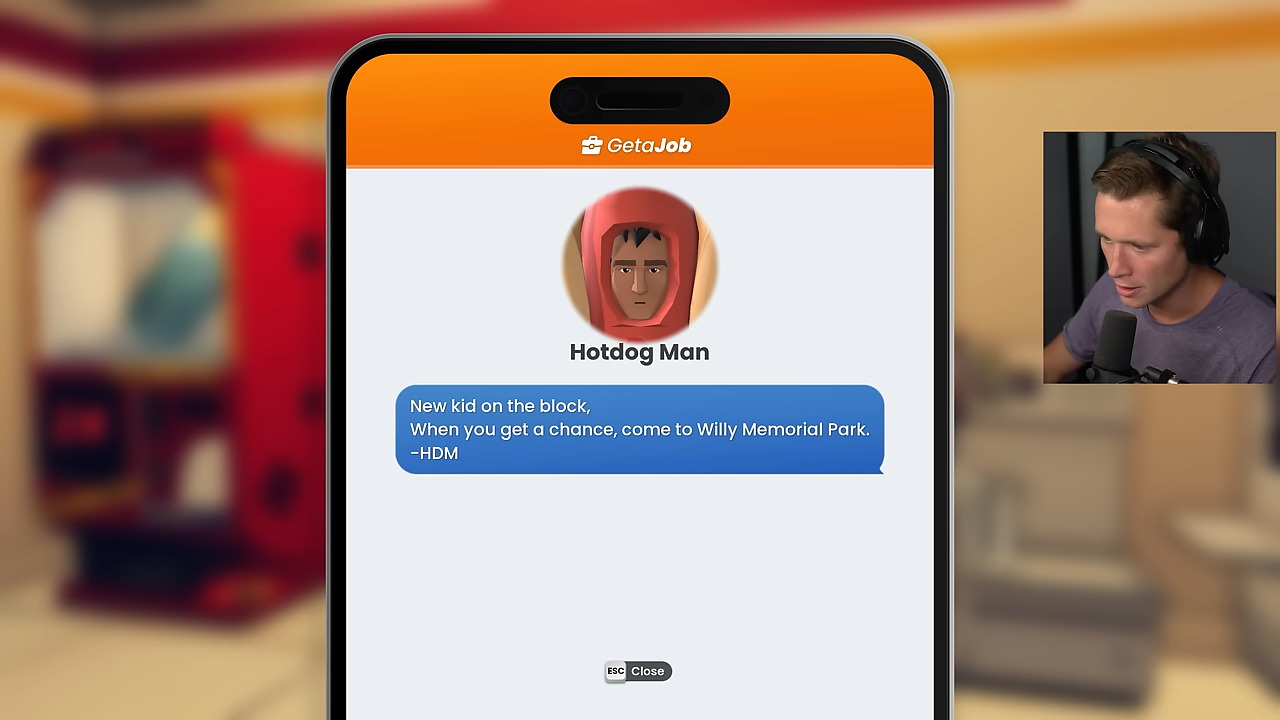 GetaJob
Hotdog Man
New kid on the block,
When you get a chance, come to Willy Memorial Park.
-HDM
ESC Close